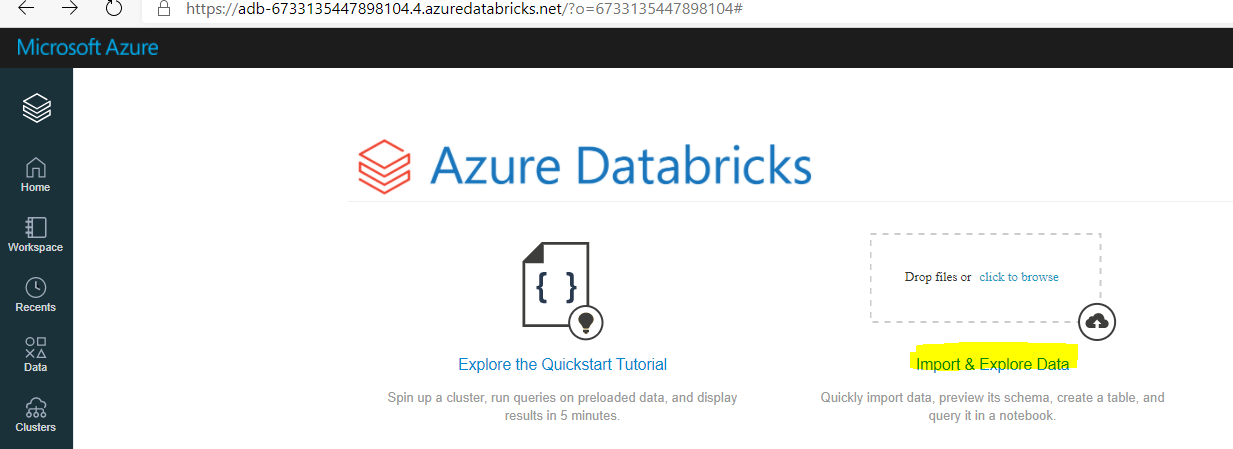 https://adb-6733135447898104.4.azuredatabricks.net/?o=6733135447898104#
Microsoft Azure
Home
Workspace
Recents
Data
Clusters
Azure Databricks
{ }
Explore the Quickstart Tutorial
Spin up a cluster, run queries on preloaded data, and display
results in 5 minutes.
Drop files or click to browse
Import & Explore Data
Quickly import data, preview its schema, create a table, and
query it in a notebook.